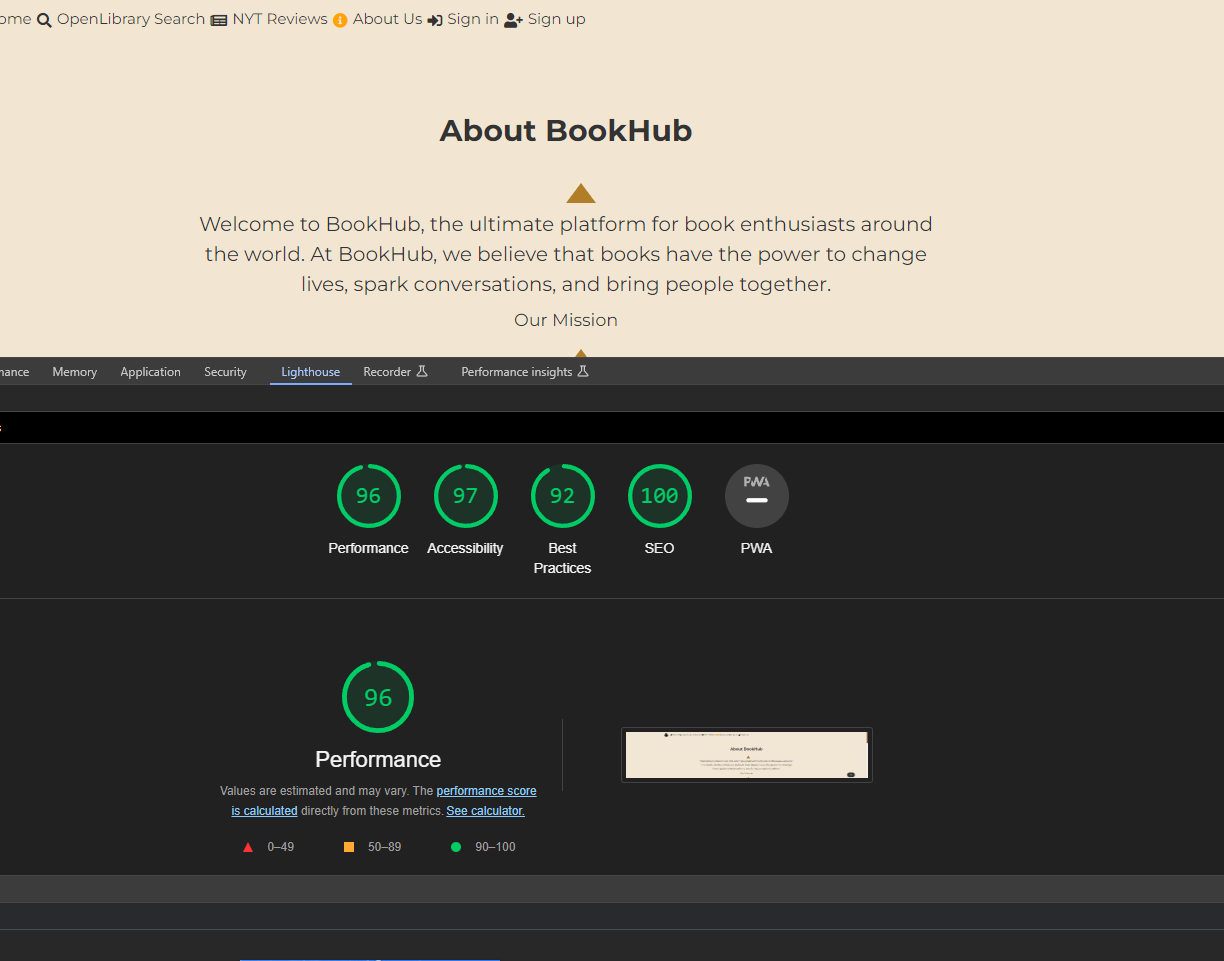 ome OpenLibrary Search NYT Reviews About Us Sign in Sign up
About BookHub
Welcome to BookHub, the ultimate platform for book enthusiasts around
the world. At BookHub, we believe that books have the power to change
lives, spark conversations, and bring people together.
Our Mission
nance Memory Application Security Lighthouse Recorder Performance insights
96 97 92 100 PWA
Performance Accessibility Best Practices SEO PWA
96
Performance
Values are estimated and may vary. The performance score
is calculated directly from these metrics. See calculator.
0–49 50–89 90–100
About BookHub